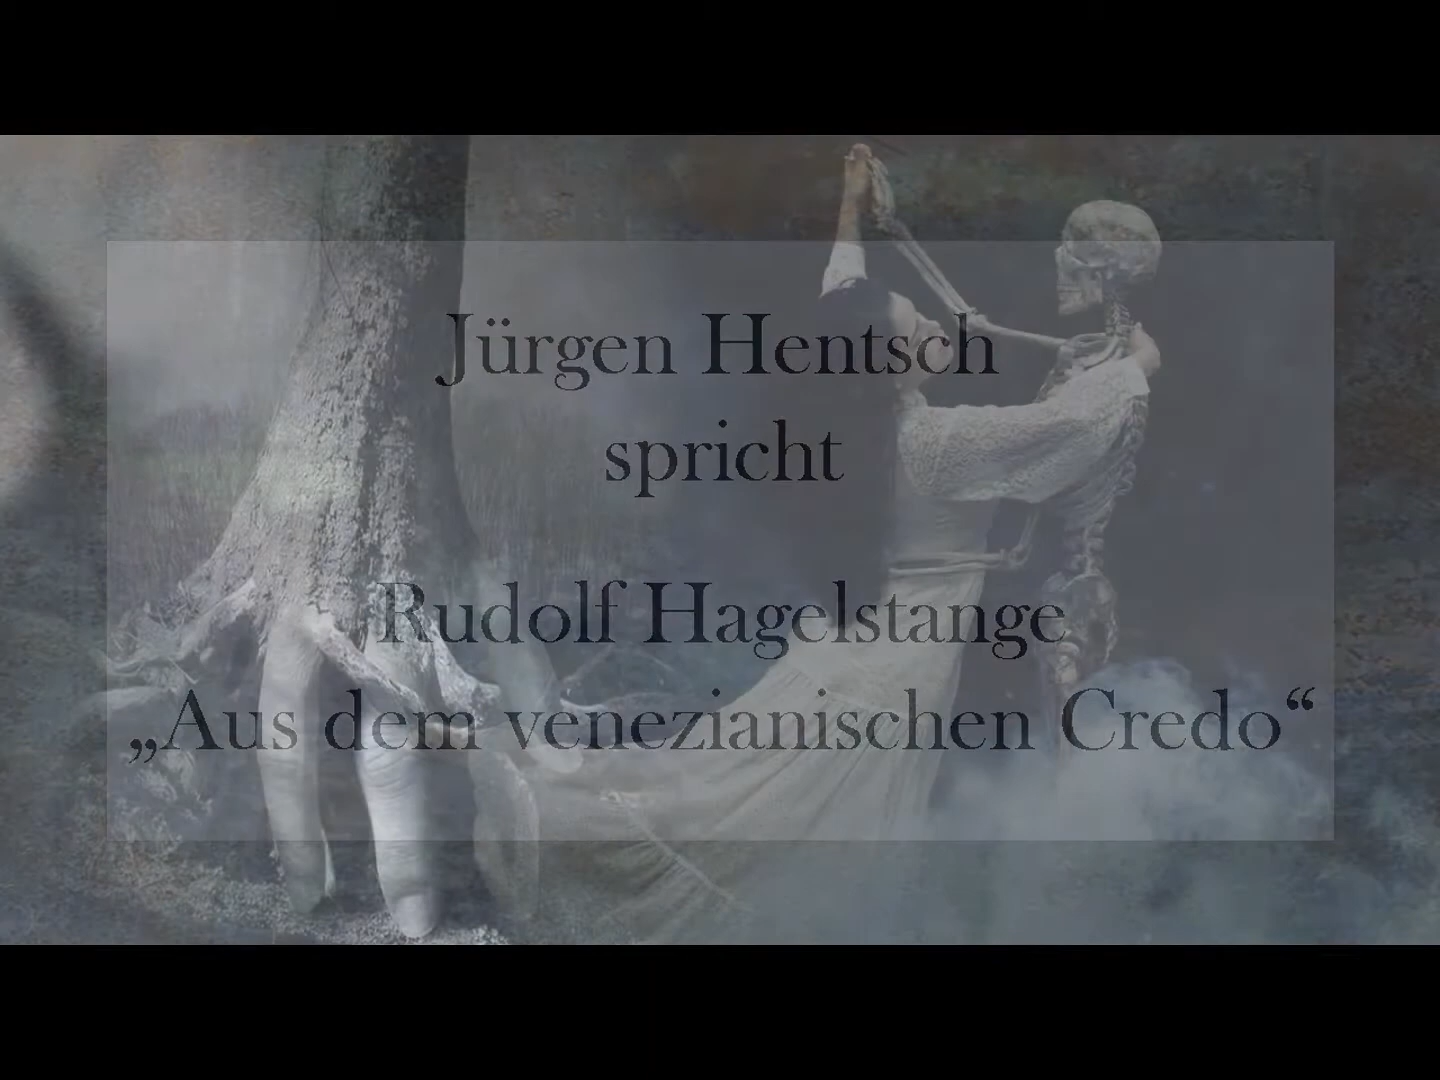 Jürgen Hentsch
spricht
Rudolf Hagelstange
„Aus dem venezianischen Credo“